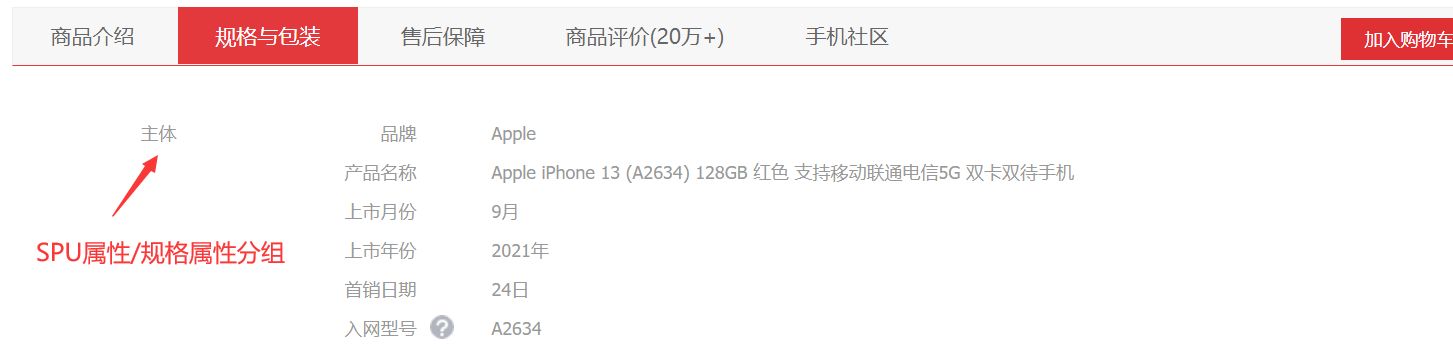 商品介绍 规格与包装 售后保障 商品评价(20万+) 手机社区 加入购物车
主体 品牌 Apple
产品名称 Apple iPhone 13 (A2634) 128GB 红色 支持移动联通电信5G 双卡双待手机
上市月份 9月
SPU属性/规格属性分组
上市年份 2021年
首销日期 24日
入网型号 ? A2634